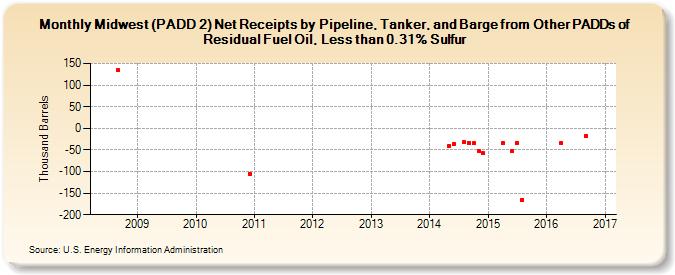 Monthly Midwest (PADD 2) Net Receipts by Pipeline, Tanker, and Barge from Other PADDs of
Residual Fuel Oil, Less than 0.31% Sulfur
Thousand Barrels
150
100
50
0
-50
-100
-150
-200
2009 2010 2011 2012 2013 2014 2015 2016 2017
Source: U.S. Energy Information Administration